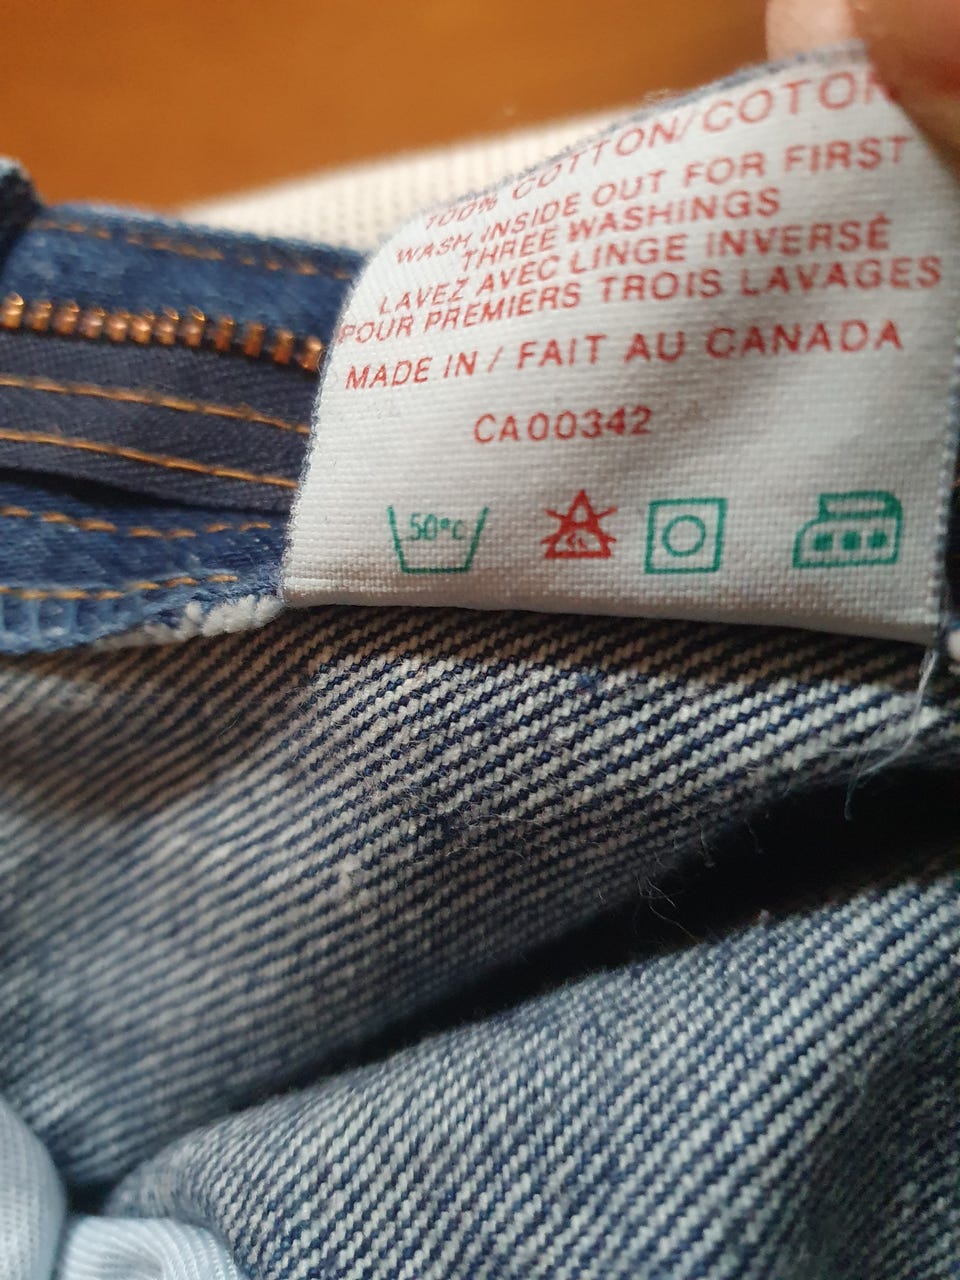 100% COTTON/COTON
WASH INSIDE OUT FOR FIRST
THREE WASHINGS
LAVEZ AVEC LINGE INVERSÉ
POUR PREMIERS TROIS LAVAGES
MADE IN / FAIT AU CANADA
CA00342
50°C